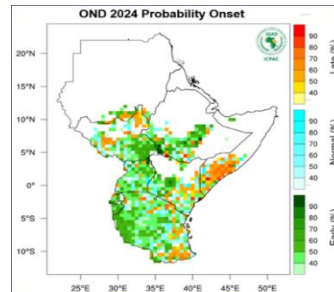 OND 2024 Probability Onset
IGAD
ICPAC
20°N
15°N
10°N
5°N
0°
5°S
10°S
25°E 30°E 35°E 40°E 45°E 50°E
90
80
70
60
50
40
Late (%)
90
80
70
60
50
40
Normal (%)
90
80
70
60
50
40
Early (%)